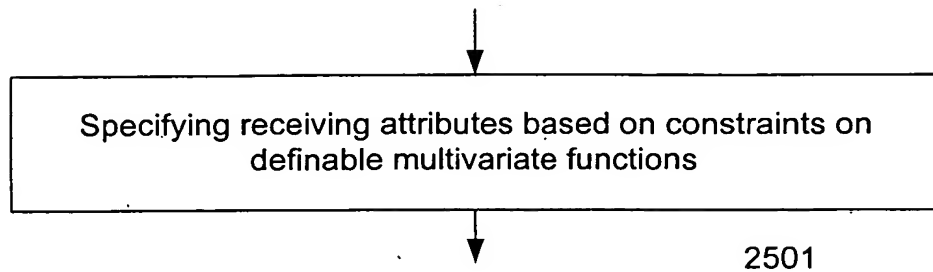 Specifying receiving attributes based on constraints on
definable multivariate functions
2501